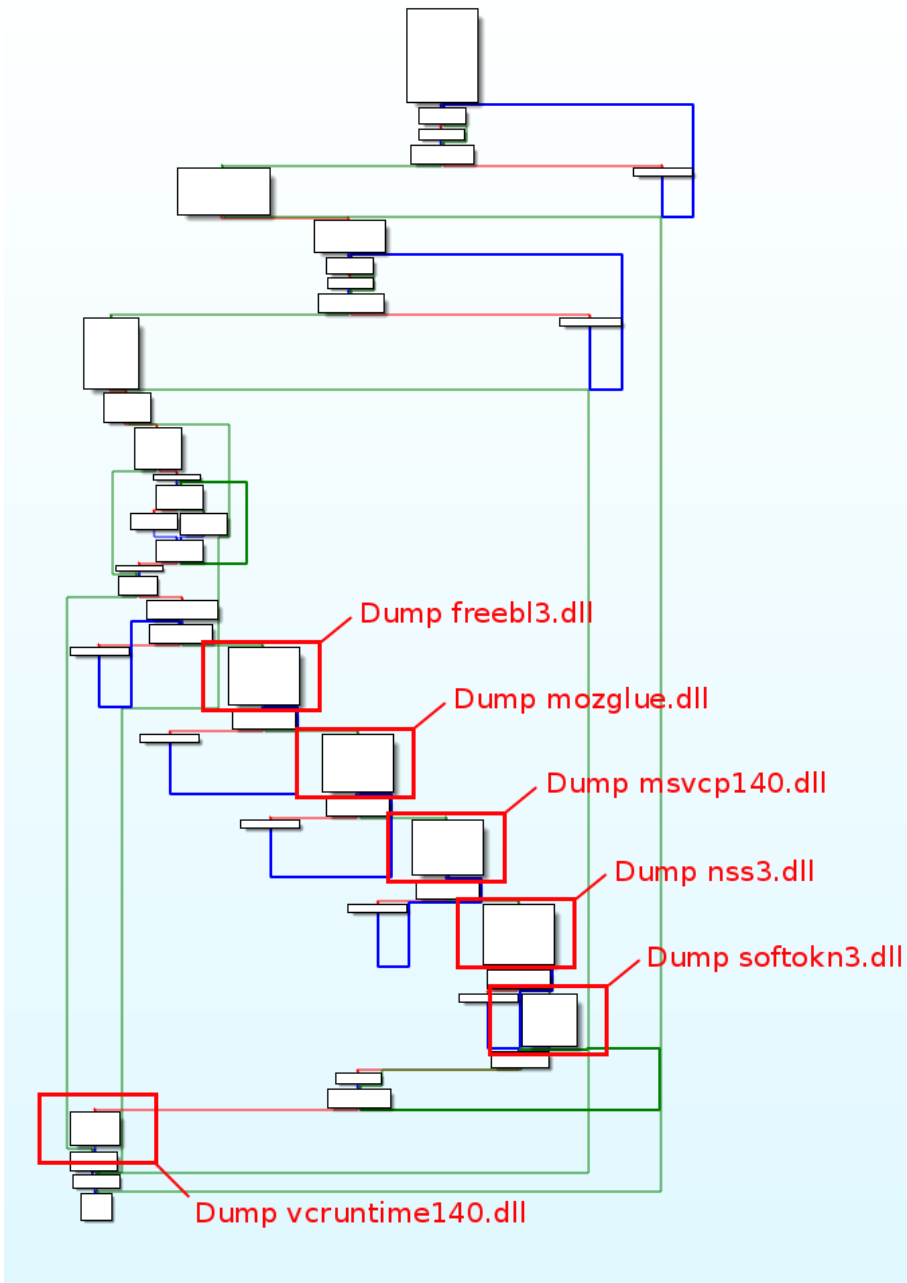 Dump freebl3.dll
Dump mozglue.dll
Dump msvcp140.dll
Dump nss3.dll
Dump softokn3.dll
Dump vcruntime140.dll